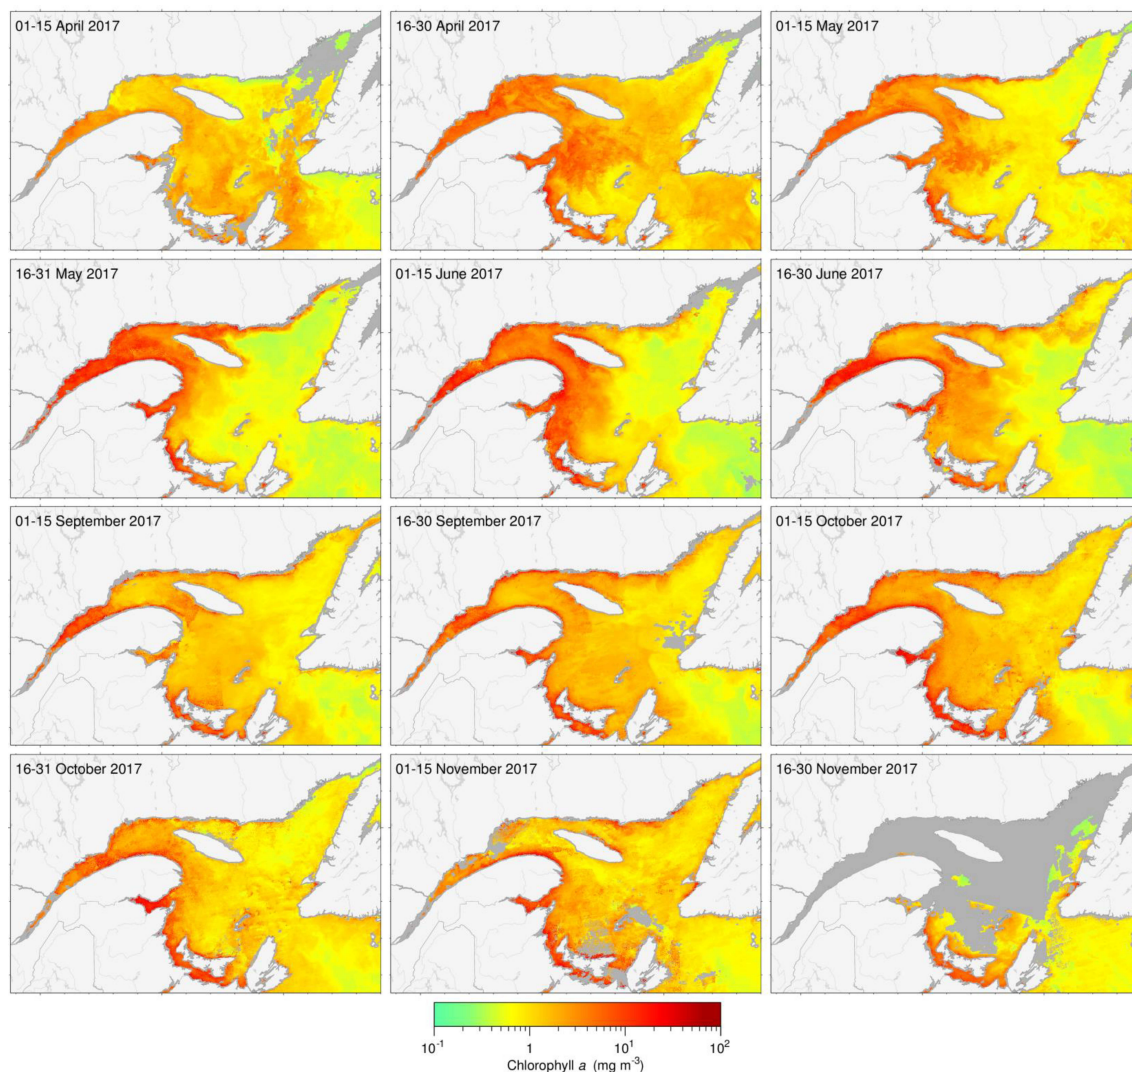 01-15 April 2017
16-30 April 2017
01-15 May 2017
16-31 May 2017
01-15 June 2017
16-30 June 2017
01-15 September 2017
16-30 September 2017
01-15 October 2017
16-31 October 2017
01-15 November 2017
16-30 November 2017
10⁻¹ 1 10¹ 10²
Chlorophyll a (mg m⁻³)